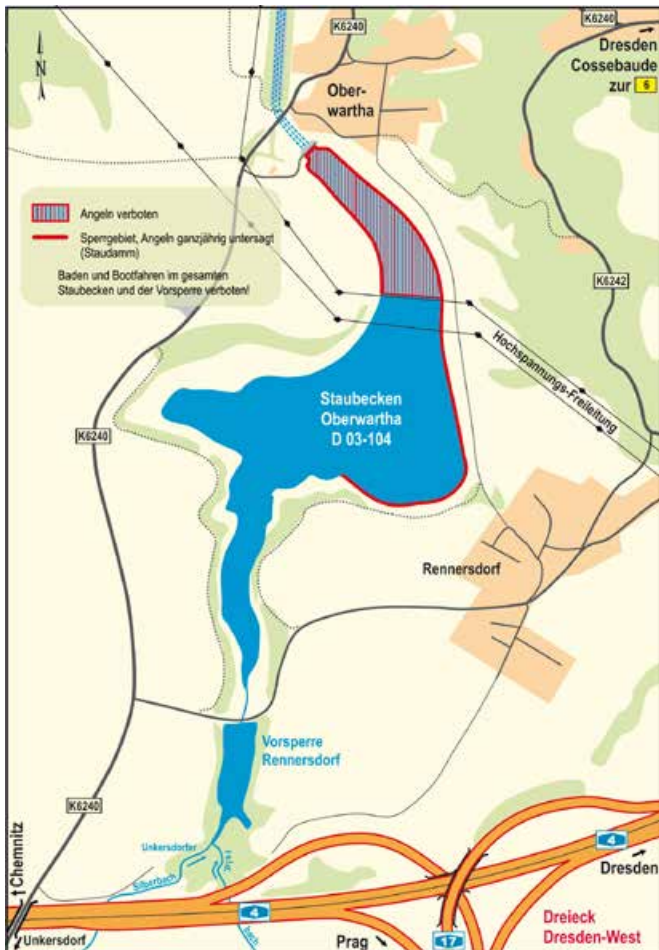 K6240
K6240
Dresden
Cossebaude
zur 6
N
Ober-
wartha
Angeln verboten
Sperrgebiet, Angeln ganzjährig untersagt
(Staudamm)
Baden und Bootfahren im gesamten
Staubecken und der Vorsperre verboten!
K6242
Hochspannungs-Freileitung
Staubecken
Oberwartha
D 03-104
K6240
Rennersdorf
Vorsperre
Rennersdorf
K6240
Chemnitz
Unkersdorfer
Silberbach
4
Dresden
4
Unkersdorf
bach
Prag
17
Dreieck
Dresden-West